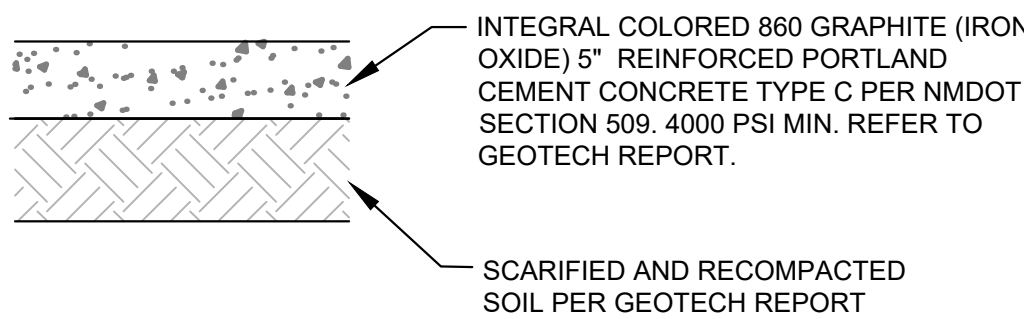 INTEGRAL COLORED 860 GRAPHITE (IRON
OXIDE) 5" REINFORCED PORTLAND
CEMENT CONCRETE TYPE C PER NMDOT
SECTION 509. 4000 PSI MIN. REFER TO
GEOTECH REPORT.
SCARIFIED AND RECOMPACTED
SOIL PER GEOTECH REPORT